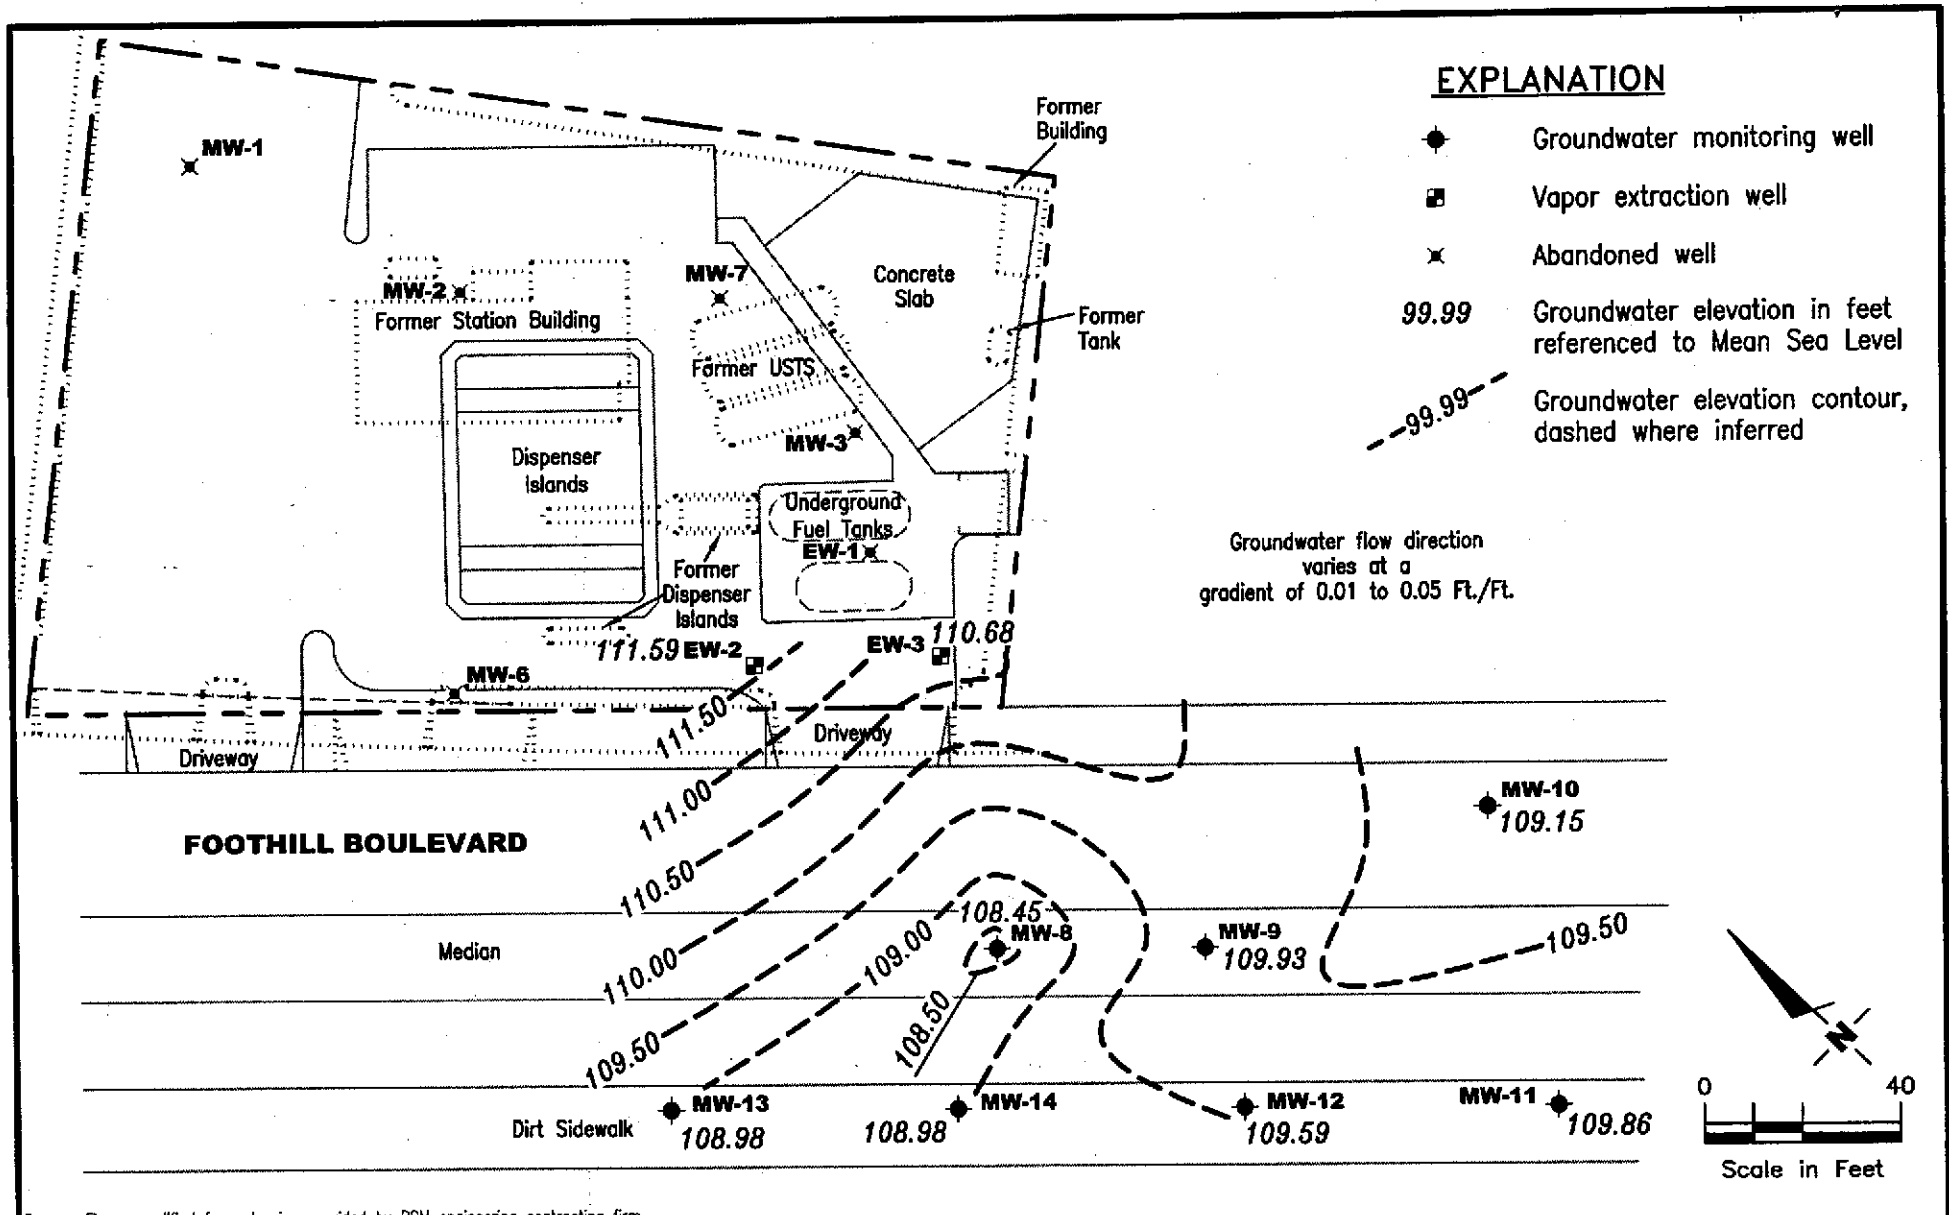 EXPLANATION
Groundwater monitoring well
Vapor extraction well
Abandoned well
99.99
Groundwater elevation in feet
referenced to Mean Sea Level
99.99
Groundwater elevation contour,
dashed where inferred
Groundwater flow direction
varies at a
gradient of 0.01 to 0.05 Ft./Ft.
Former
Building
MW-1
MW-7
MW-2
Former Station Building
Concrete
Slab
Former
Tank
Former USTS
MW-3
Dispenser
Islands
Underground
Fuel Tanks
EW-1
Former
Dispenser
Islands
111.59
EW-2
EW-3
110.68
MW-6
111.50
Driveway
Driveway
111.00
MW-10
109.15
FOOTHILL BOULEVARD
110.50
108.45
MW-8
109.00
MW-9
109.93
109.50
Median
110.00
108.50
109.50
N
MW-13
108.98
MW-14
108.98
MW-12
109.59
MW-11
109.86
Dirt Sidewalk
0
40
Scale in Feet